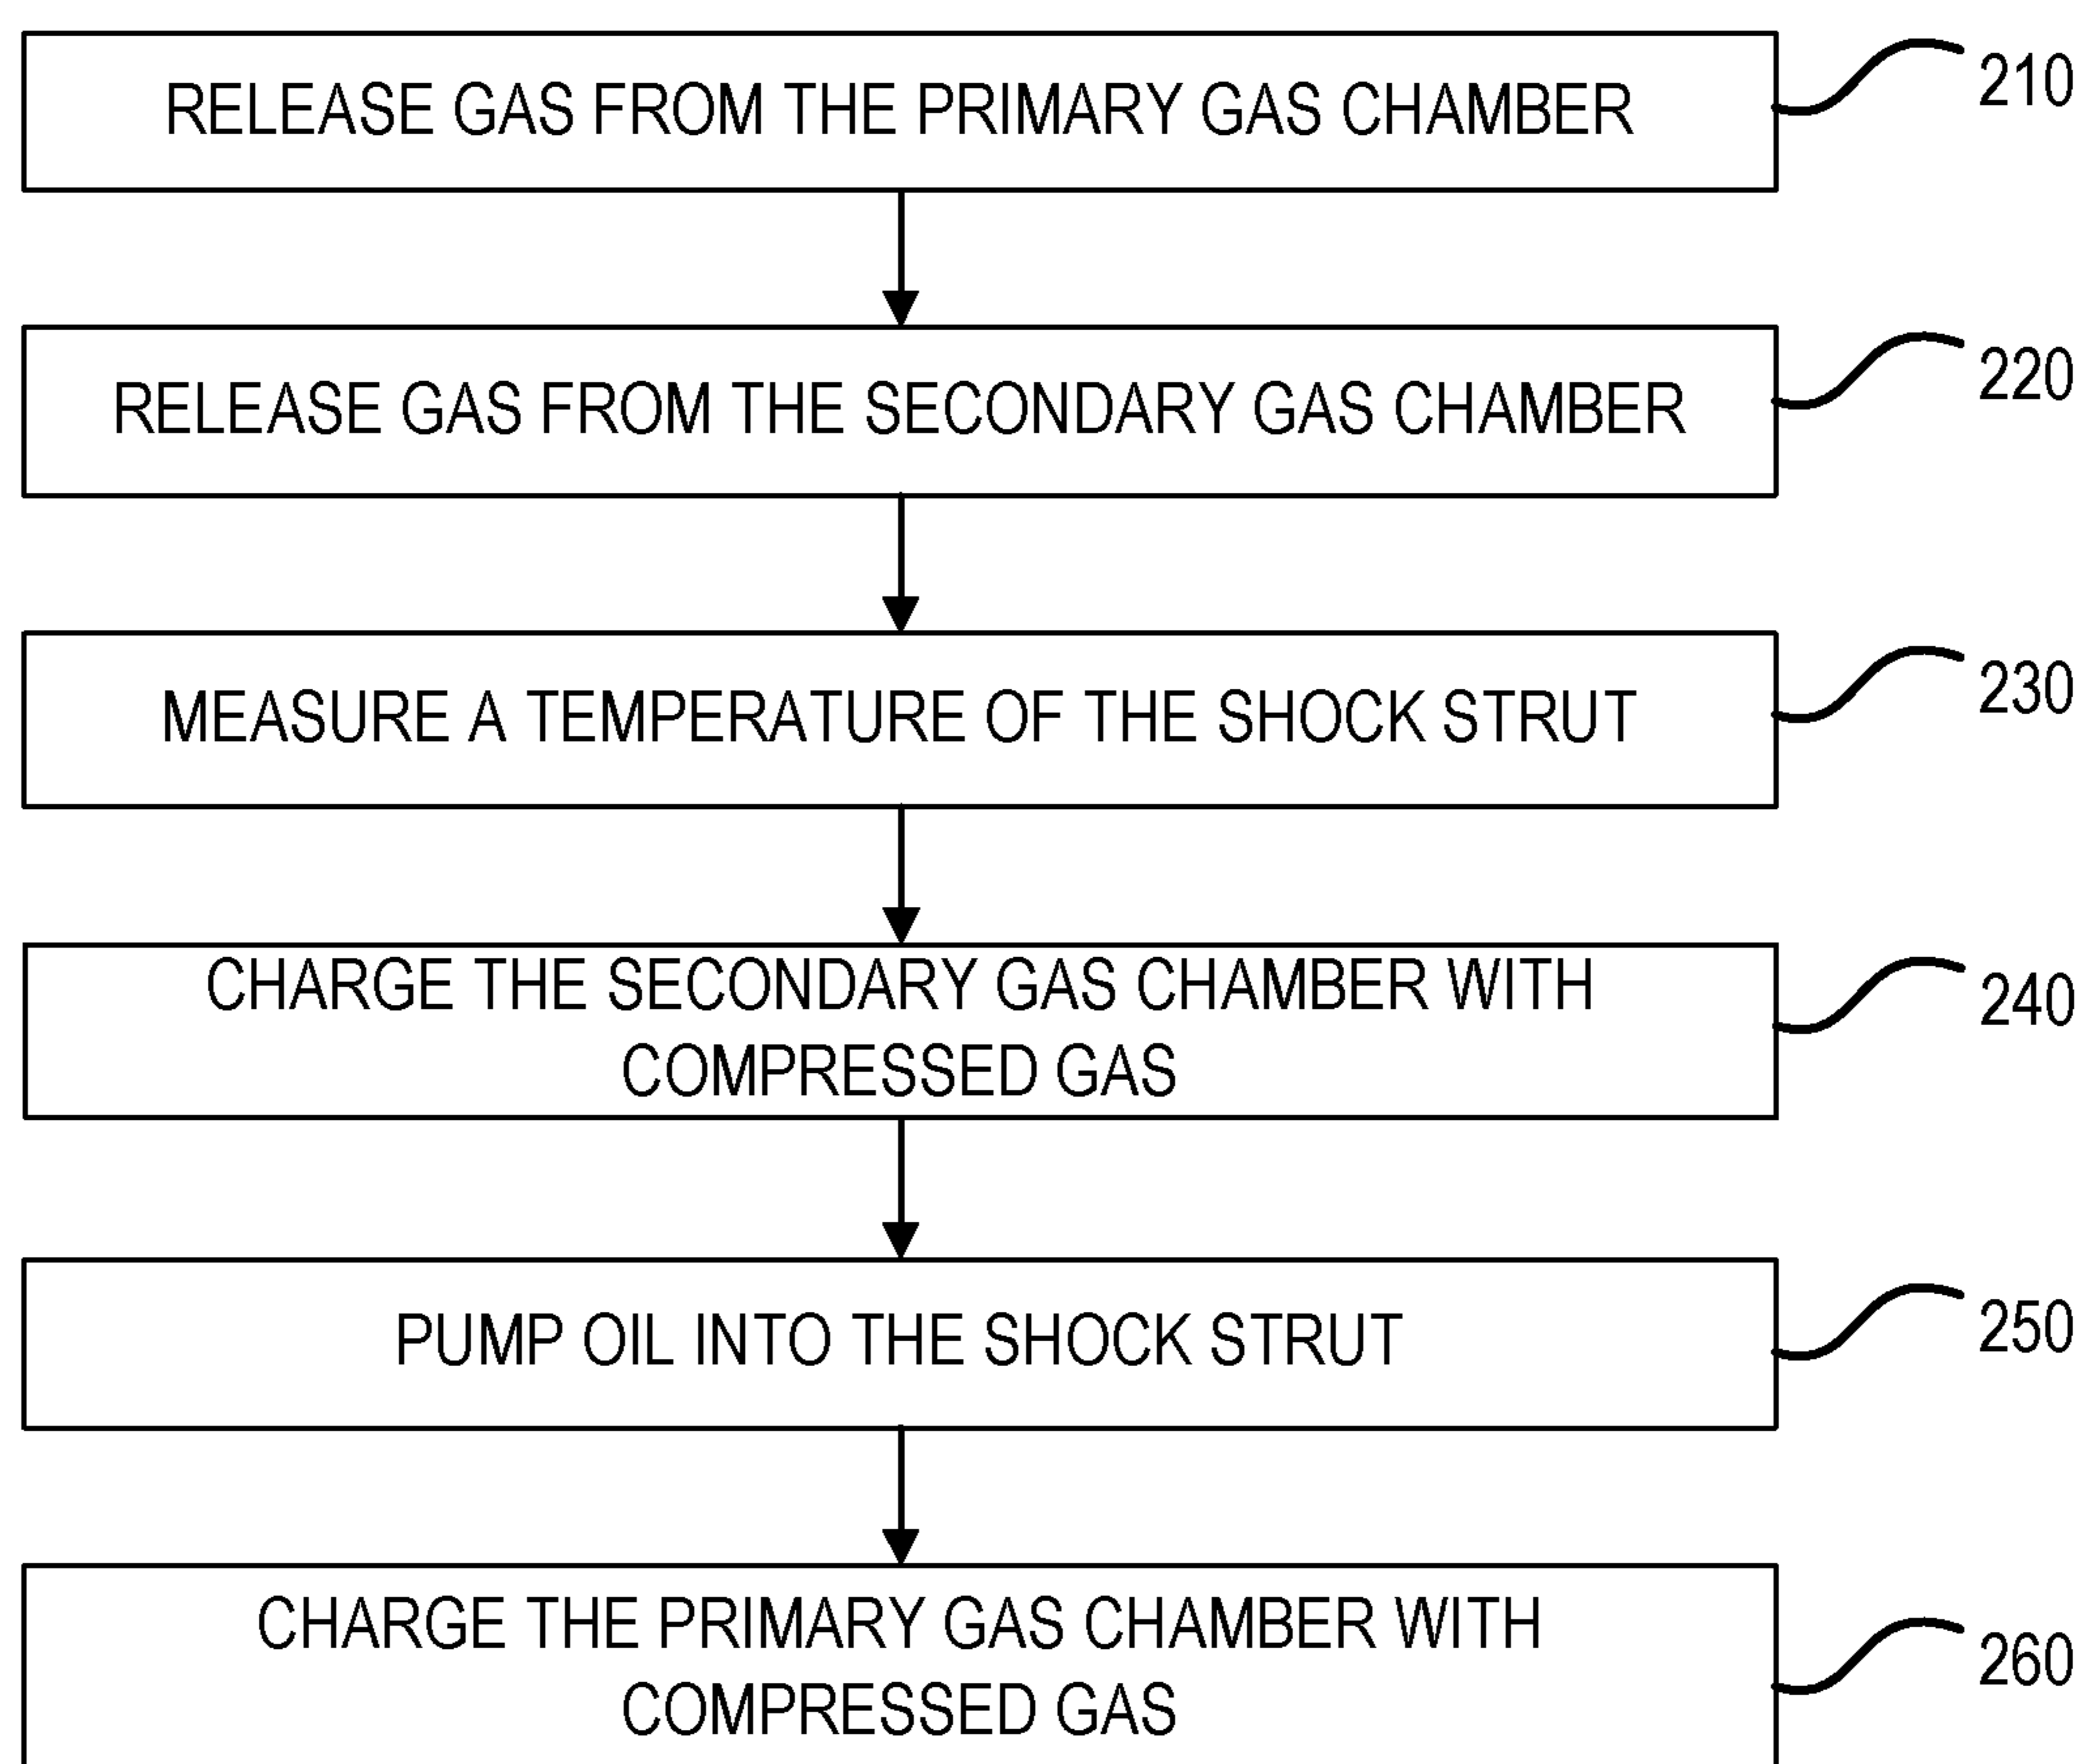 RELEASE GAS FROM THE PRIMARY GAS CHAMBER
210
RELEASE GAS FROM THE SECONDARY GAS CHAMBER
220
MEASURE A TEMPERATURE OF THE SHOCK STRUT
230
CHARGE THE SECONDARY GAS CHAMBER WITH
COMPRESSED GAS
240
PUMP OIL INTO THE SHOCK STRUT
250
CHARGE THE PRIMARY GAS CHAMBER WITH
COMPRESSED GAS
260